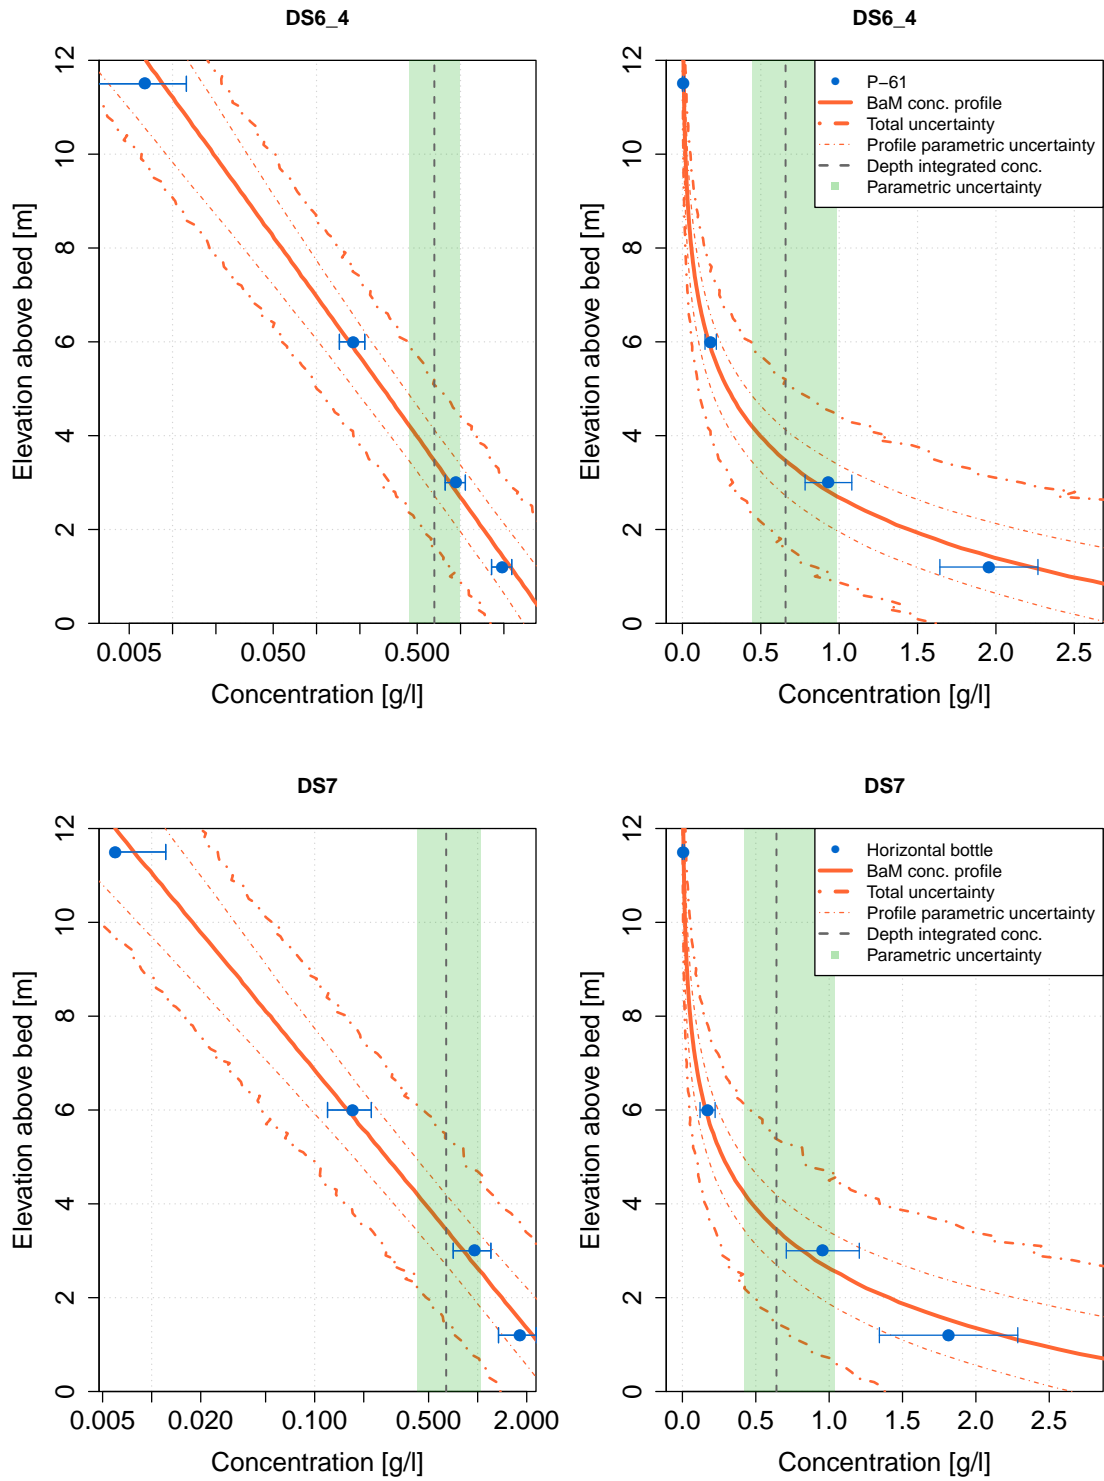 DS6_4
DS6_4
12
10
8
6
4
2
0
Elevation above bed [m]
0.005
0.050
0.500
Concentration [g/l]
12
10
8
6
4
2
0
Elevation above bed [m]
P−61
BaM conc. profile
Total uncertainty
Profile parametric uncertainty
Depth integrated conc.
Parametric uncertainty
0.0
0.5
1.0
1.5
2.0
2.5
Concentration [g/l]
DS7
DS7
12
10
8
6
4
2
0
Elevation above bed [m]
0.005
0.020
0.100
0.500
2.000
Concentration [g/l]
12
10
8
6
4
2
0
Elevation above bed [m]
Horizontal bottle
BaM conc. profile
Total uncertainty
Profile parametric uncertainty
Depth integrated conc.
Parametric uncertainty
0.0
0.5
1.0
1.5
2.0
2.5
Concentration [g/l]